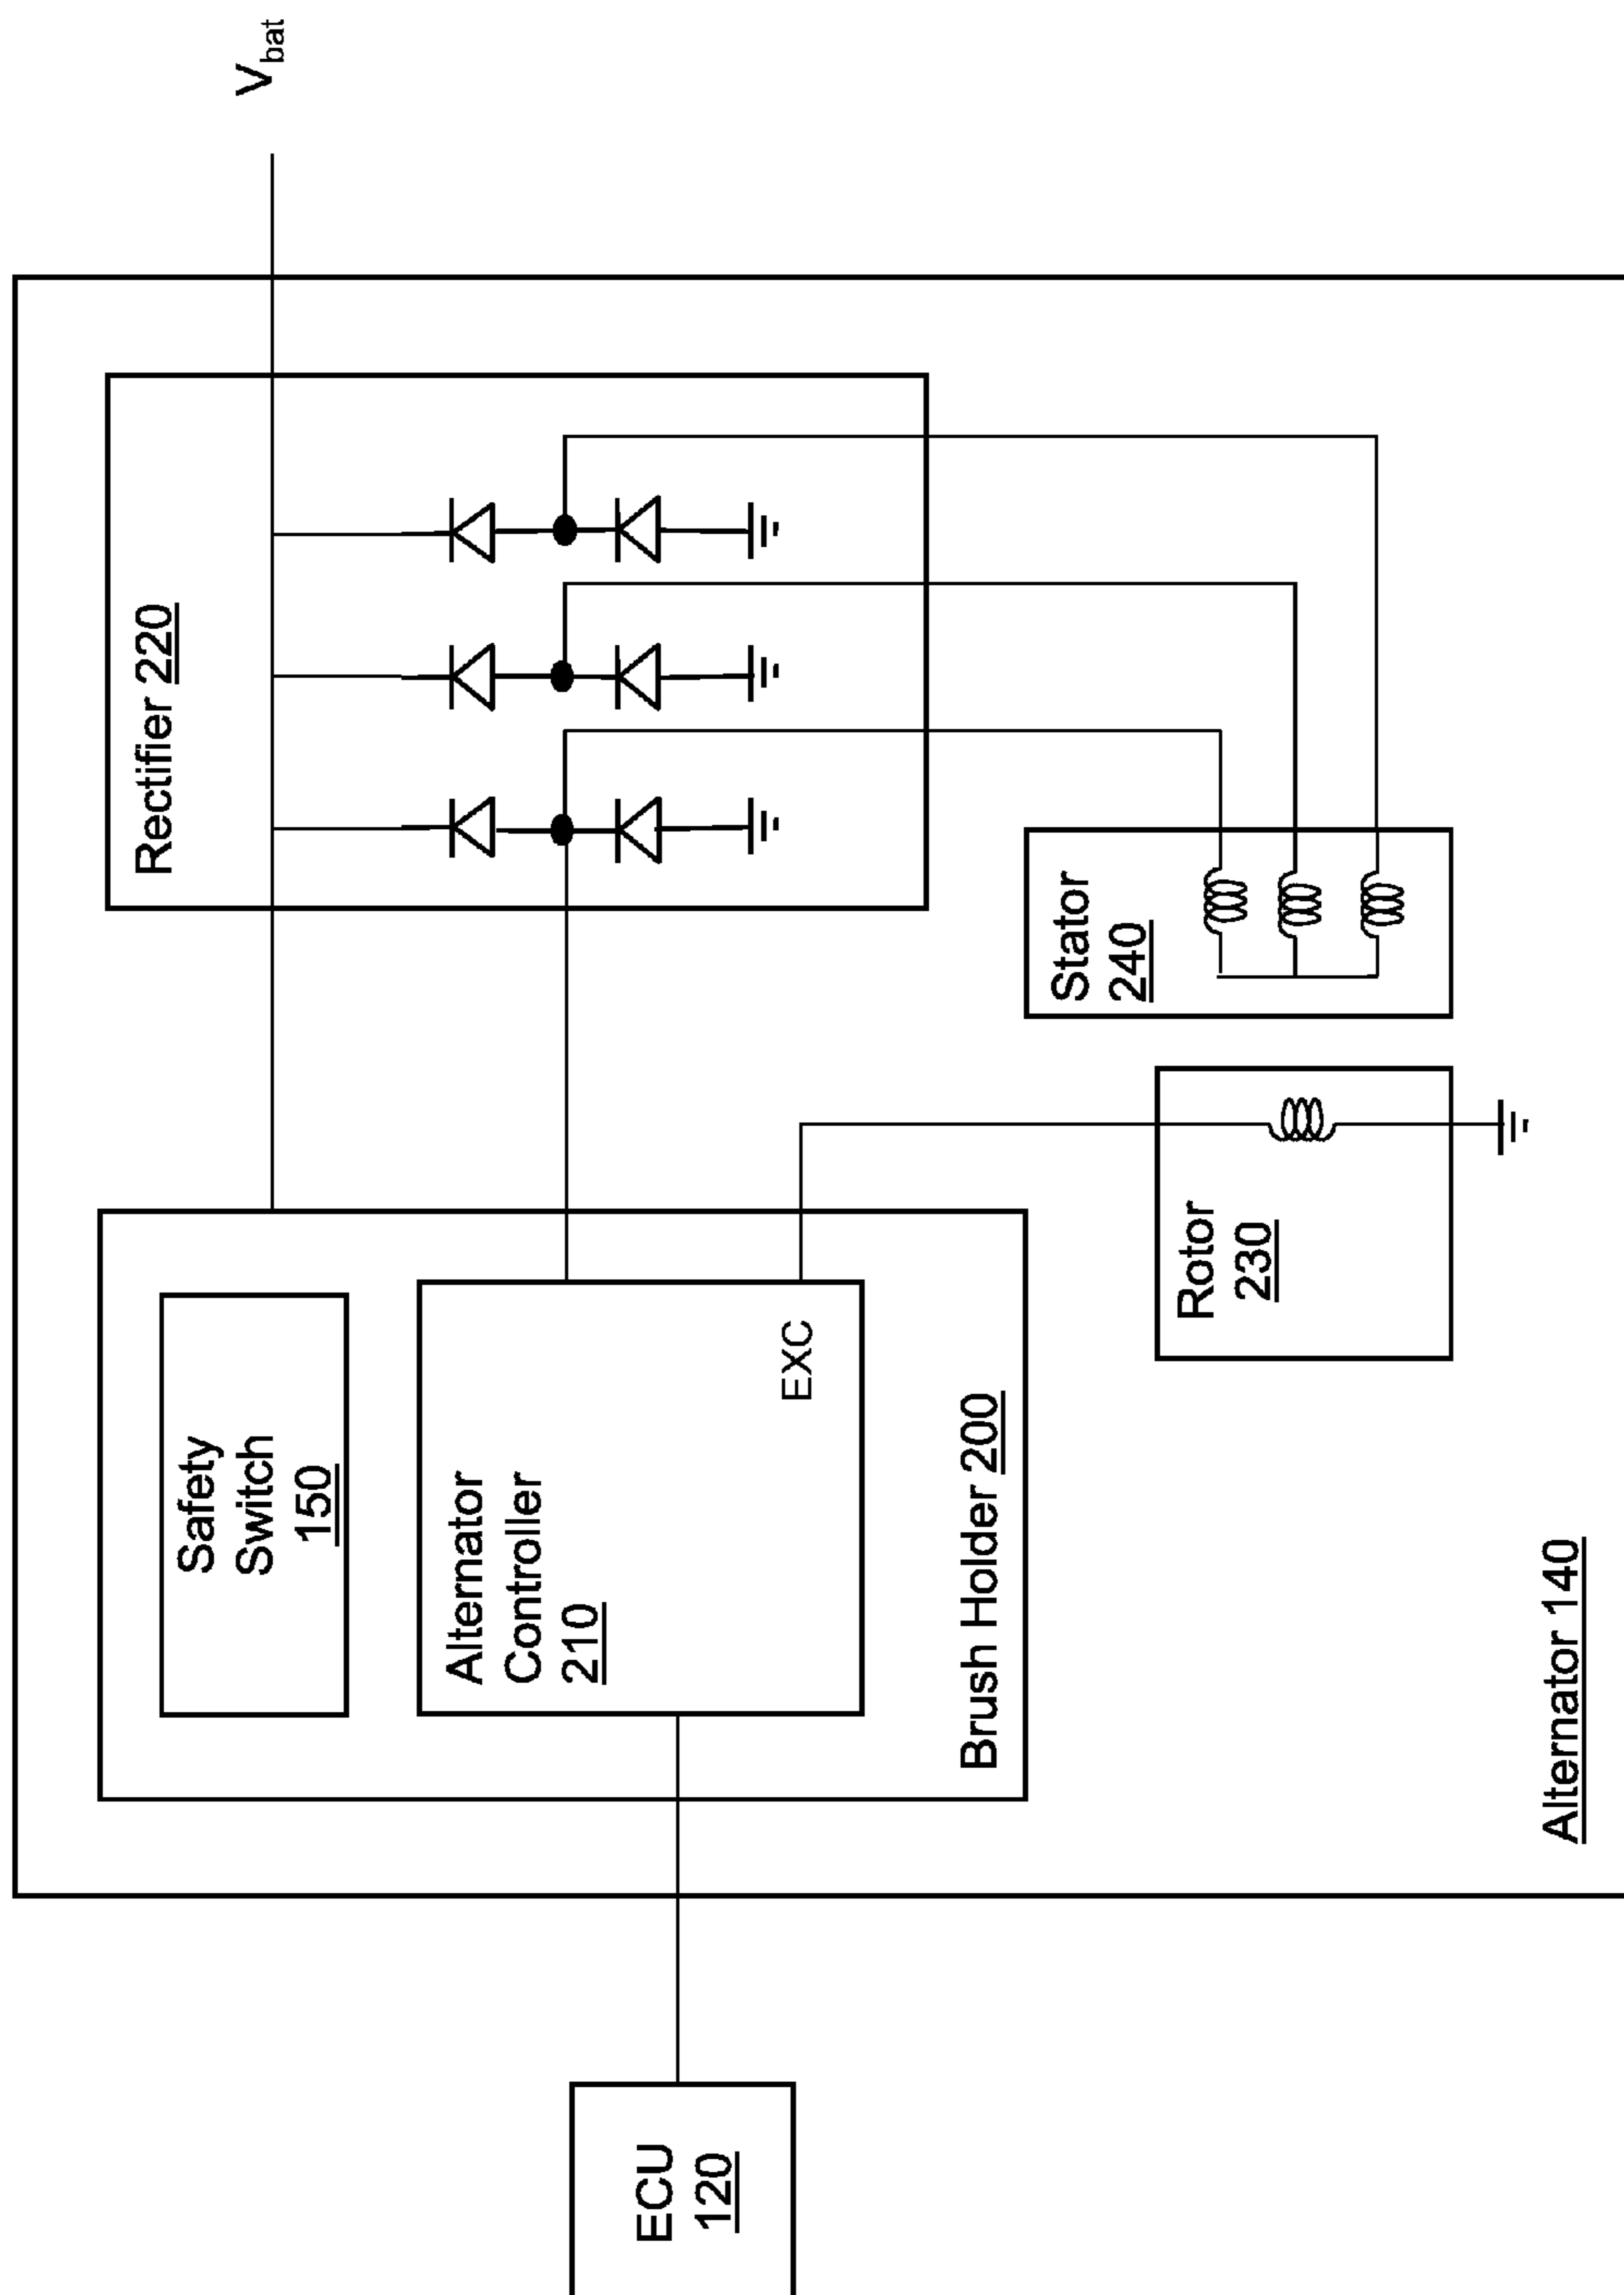 V_bat
Rectifier 220
Safety
Switch
150
Alternator
Controller
210
EXC
Brush Holder 200
Stator
240
Rotor
230
ECU
120
Alternator 140